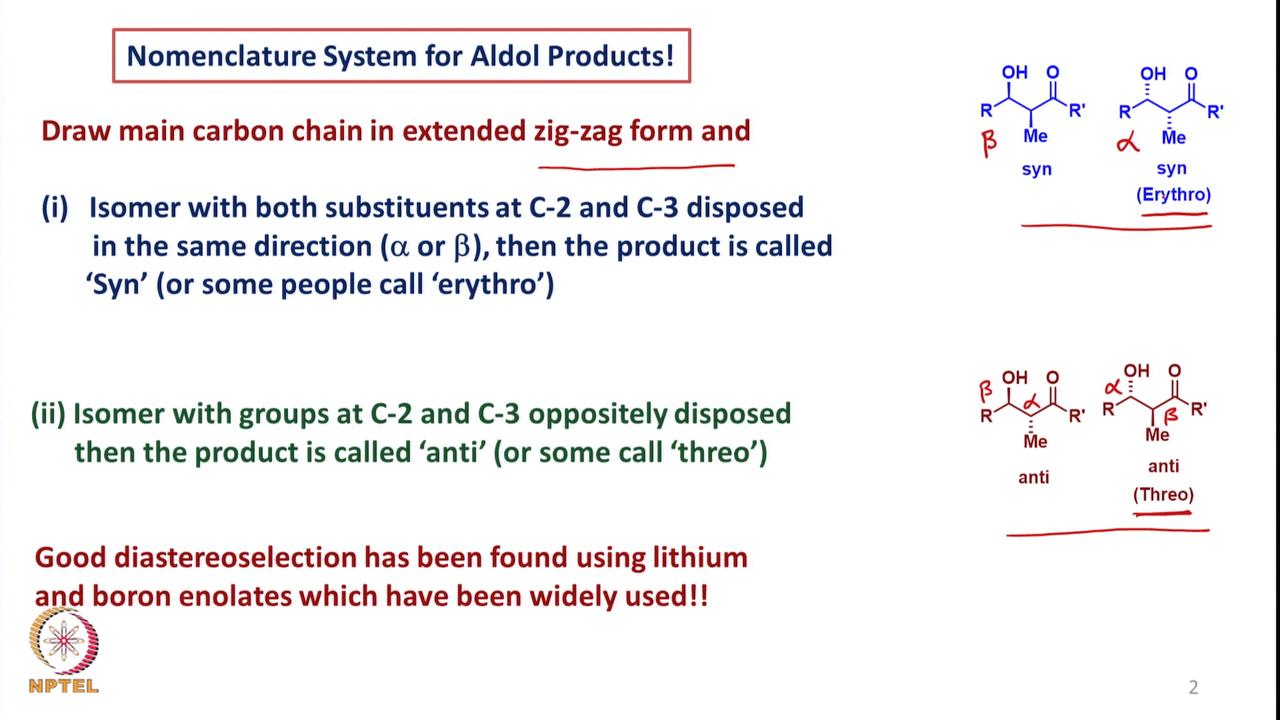 Nomenclature System for Aldol Products!
Draw main carbon chain in extended zig-zag form and
(i) Isomer with both substituents at C-2 and C-3 disposed
in the same direction (α or β), then the product is called
‘Syn’ (or some people call ‘erythro’)
(ii) Isomer with groups at C-2 and C-3 oppositely disposed
then the product is called ‘anti’ (or some call ‘threo’)
Good diastereoselection has been found using lithium
and boron enolates which have been widely used!!
NPTEL
OH O
R R'
β Me
syn
OH O
R R'
α Me
syn
(Erythro)
β OH O
α
R R'
Me
anti
α OH O
R R'
β
Me
anti
(Threo)
2